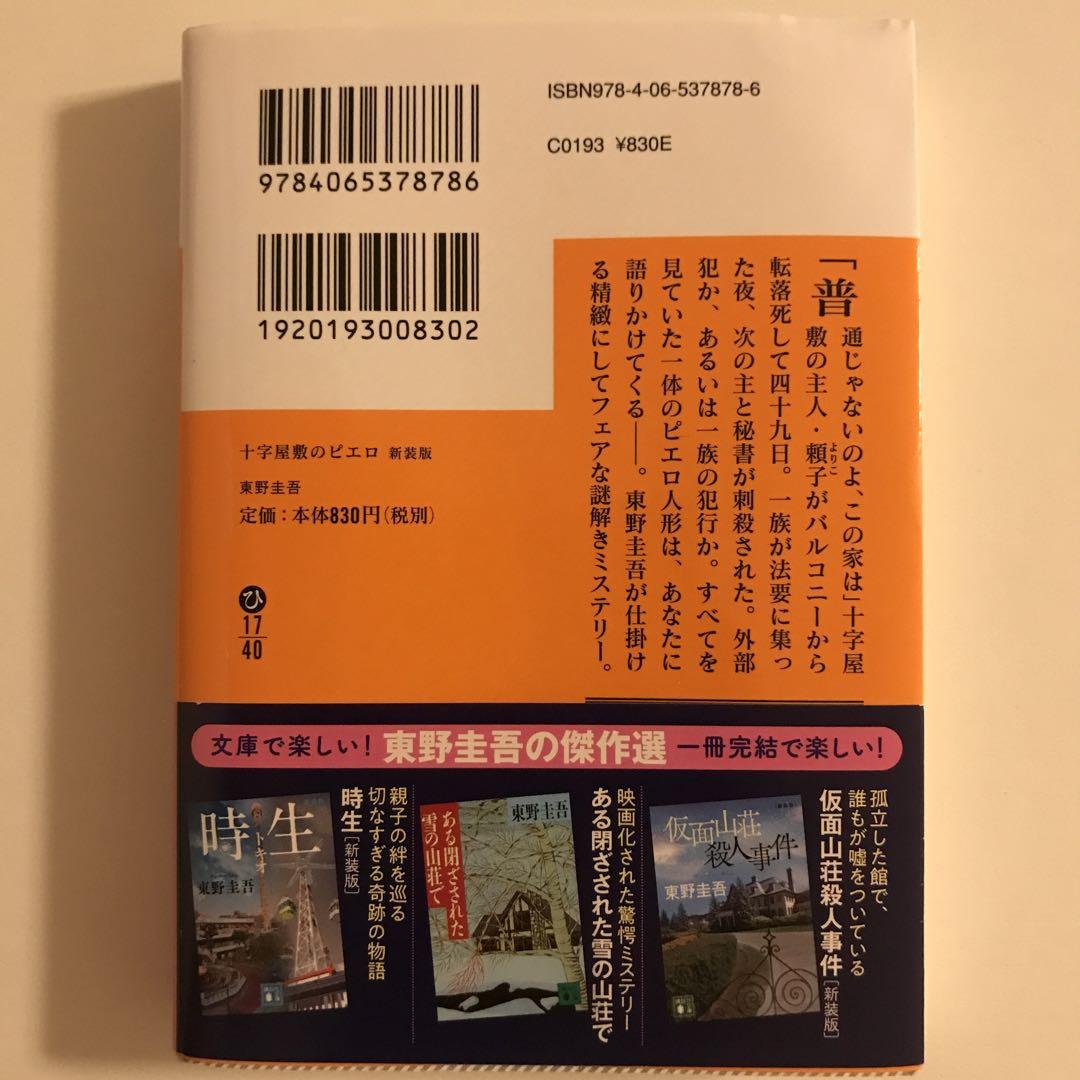 9784065378786
1920193008302
ISBN978-4-06-537878-6
C0193 ¥830E
「普通じゃないのよ、この家は」十字屋
敷の主人・頼子がバルコニーから
よりこ
転落死して四十九日。一族が法要に集っ
た夜、次の主と秘書が刺殺された。外部
犯か、あるいは一族の犯行か。すべてを
見ていた一体のピエロ人形は、あなたに
語りかけてくる――。東野圭吾が仕掛け
る精緻にしてフェアな謎解きミステリー。
十字屋敷のピエロ 新装版
東野圭吾
定価：本体830円（税別）
ひ
17
40
文庫で楽しい！ 東野圭吾の傑作選 一冊完結で楽しい！
孤立した館で、
誰もが嘘をついている
仮面山荘殺人事件［新装版］
仮面山荘
殺人事件
東野圭吾
映画化された驚愕ミステリー
ある閉ざされた雪の山荘で
東野圭吾
ある閉ざされた
雪の山荘で
親子の絆を巡る
切なすぎる奇跡の物語
時生［新装版］
時生
トキオ
東野圭吾